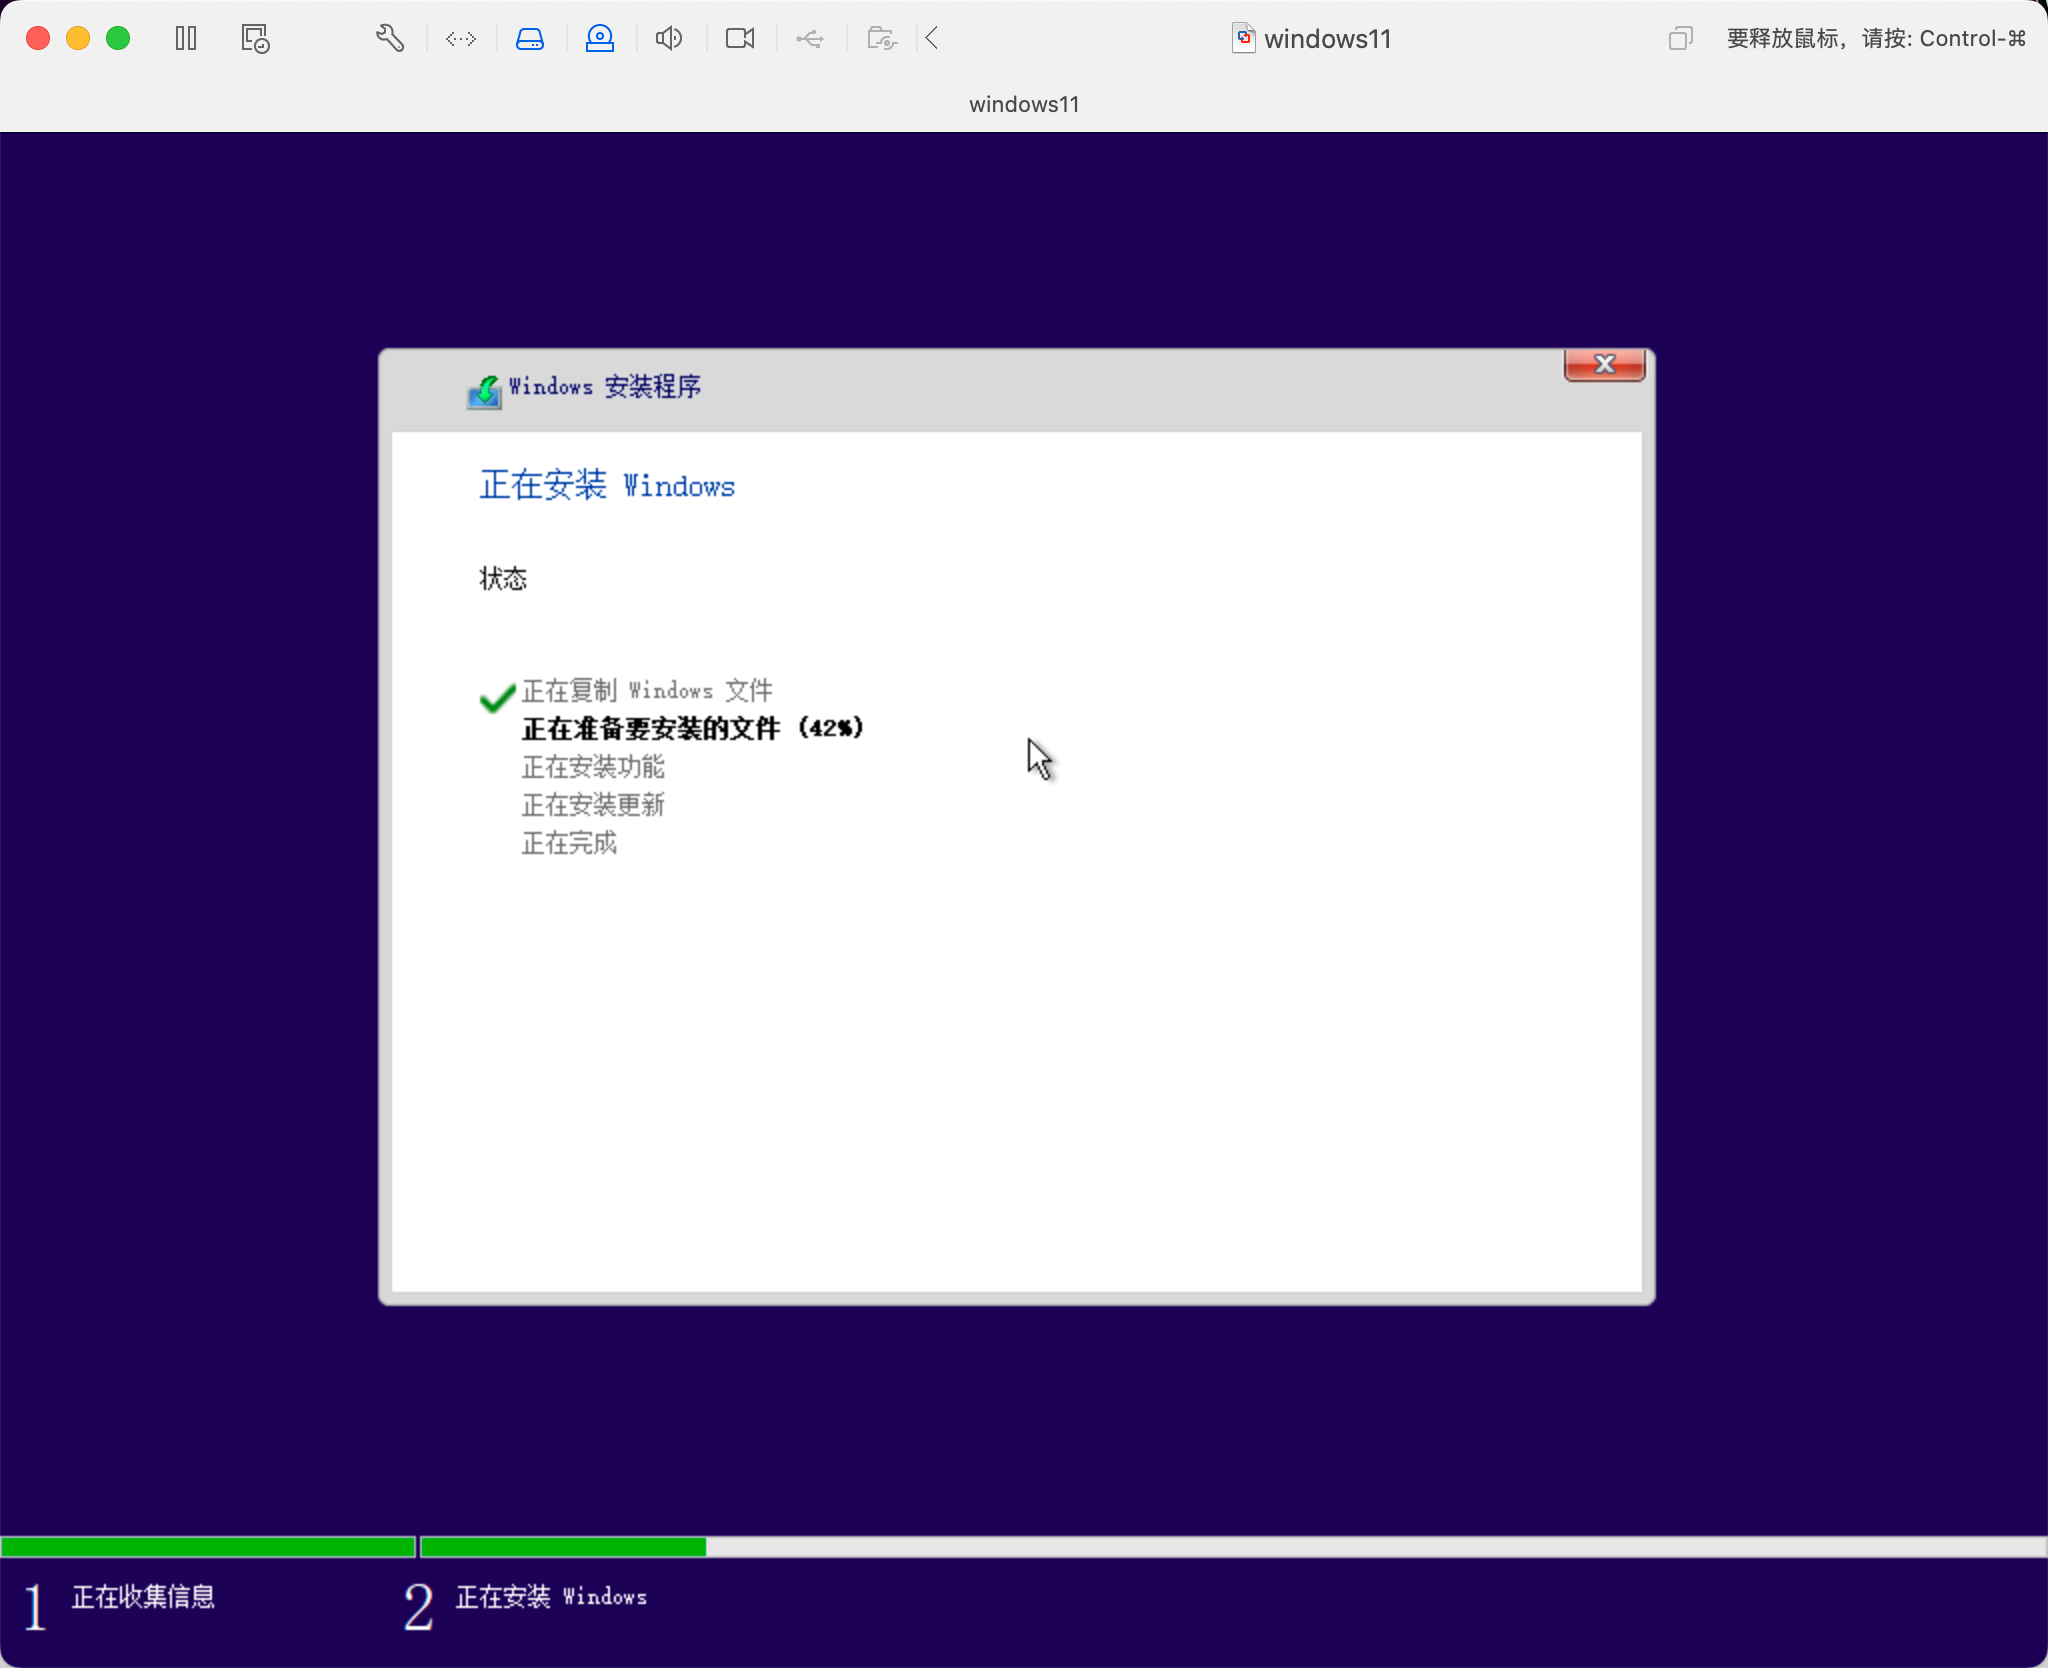 windows11
要释放鼠标，请按: Control-⌘
windows11
Windows 安装程序
正在安装 Windows
状态
正在复制 Windows 文件
正在准备要安装的文件 (42%)
正在安装功能
正在安装更新
正在完成
1 正在收集信息
2 正在安装 Windows